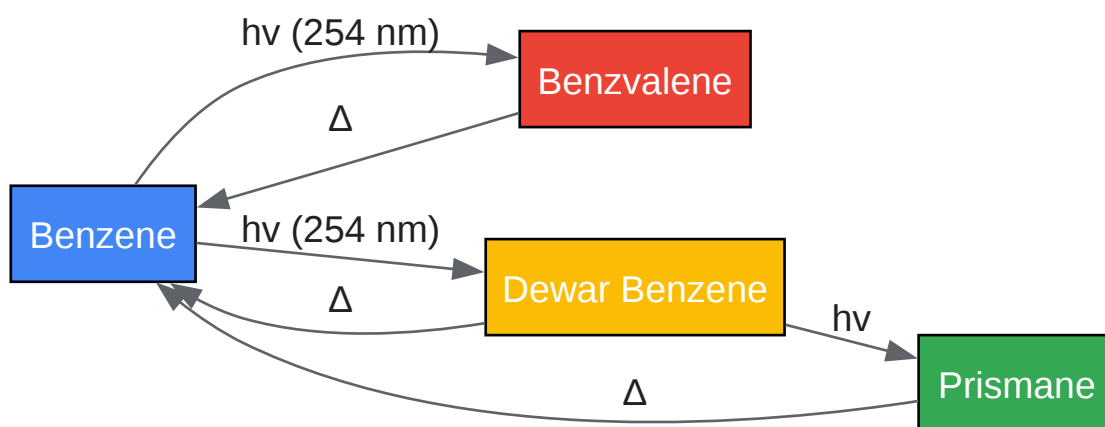 hv (254 nm)
Benzvalene
Δ
Benzene
hv (254 nm)
Dewar Benzene
Δ
hv
Prismane
Δ